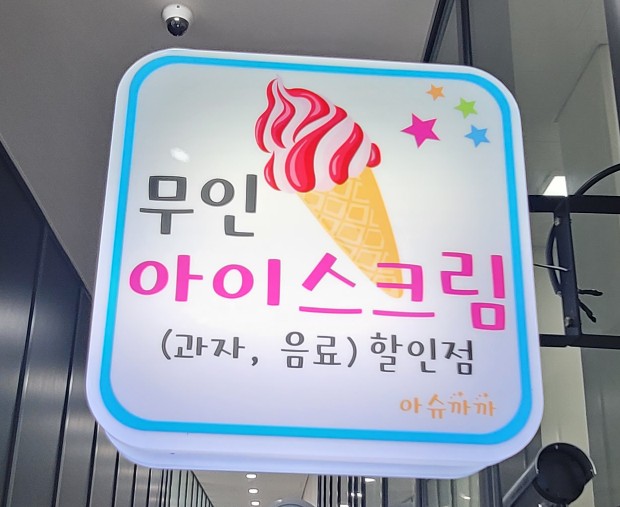 무인
아이스크림
(과자, 음료) 할인점
아슈까까